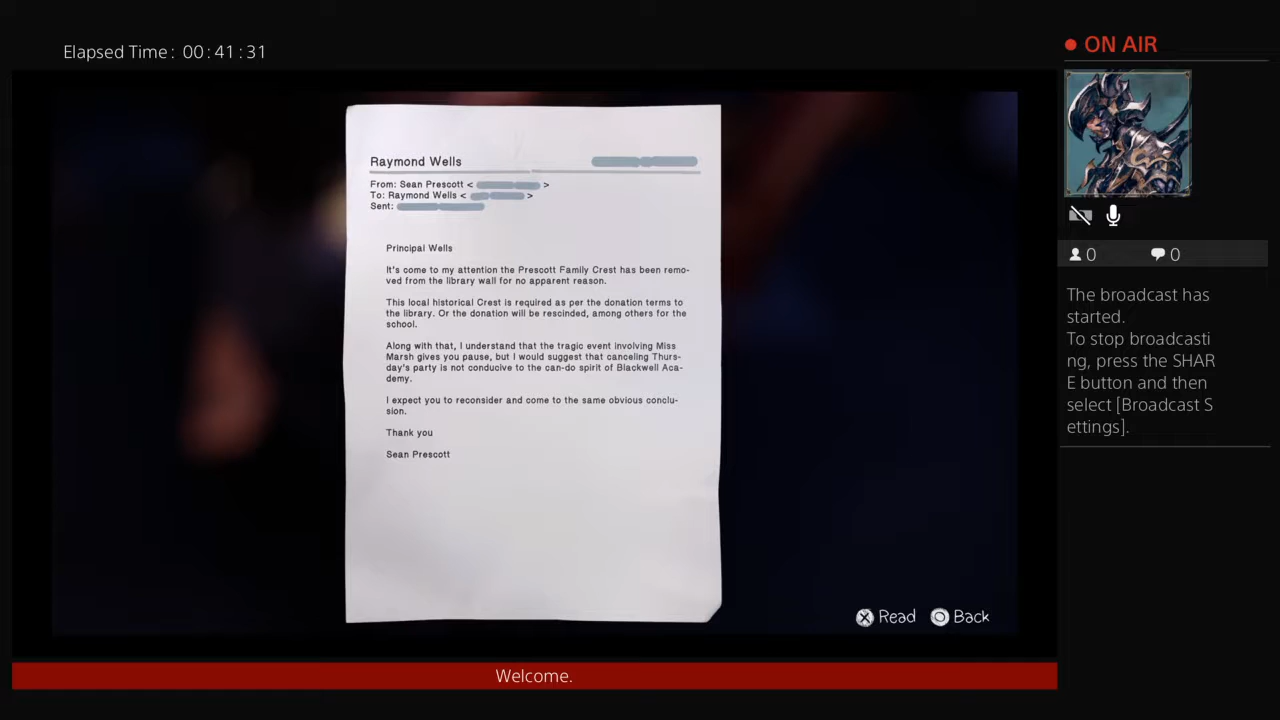 Elapsed Time: 00:41:31
ON AIR
Raymond Wells
From: Sean Prescott < >
To: Raymond Wells < >
Sent:
Principal Wells
It's come to my attention the Prescott Family Crest has been remo-
ved from the library wall for no apparent reason.
This local historical Crest is required as per the donation terms to
the library. Or the donation will be rescinded, among others for the
school.
Along with that, I understand that the tragic event involving Miss
Marsh gives you pause, but I would suggest that canceling Thurs-
day's party is not conducive to the can-do spirit of Blackwell Aca-
demy.
I expect you to reconsider and come to the same obvious conclu-
sion.
Thank you
Sean Prescott
Read Back
Welcome.
0 0
The broadcast has
started.
To stop broadcasti
ng, press the SHAR
E button and then
select [Broadcast S
ettings].